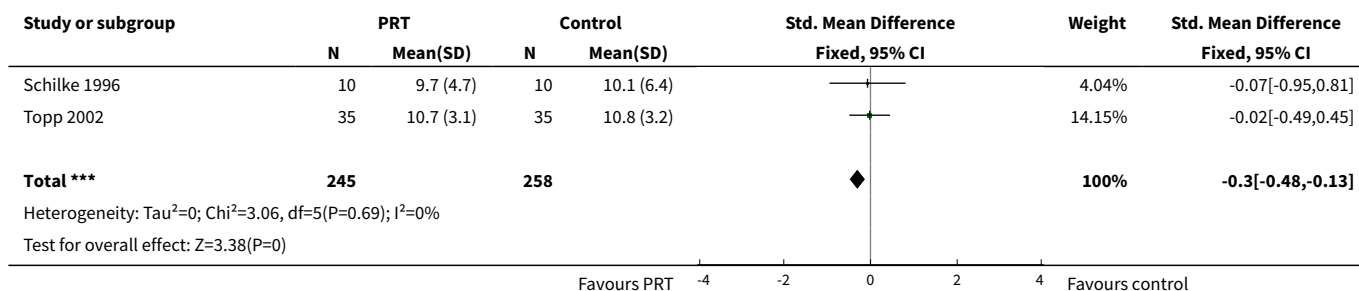 Study or subgroup PRT Control Std. Mean Difference Weight Std. Mean Difference
N Mean(SD) N Mean(SD) Fixed, 95% CI Fixed, 95% CI
Schilke 1996 10 9.7 (4.7) 10 10.1 (6.4) 4.04% -0.07[-0.95,0.81]
Topp 2002 35 10.7 (3.1) 35 10.8 (3.2) 14.15% -0.02[-0.49,0.45]
Total *** 245 258 100% -0.3[-0.48,-0.13]
Heterogeneity: Tau²=0; Chi²=3.06, df=5(P=0.69); I²=0%
Test for overall effect: Z=3.38(P=0)
Favours PRT -4 -2 0 2 4 Favours control